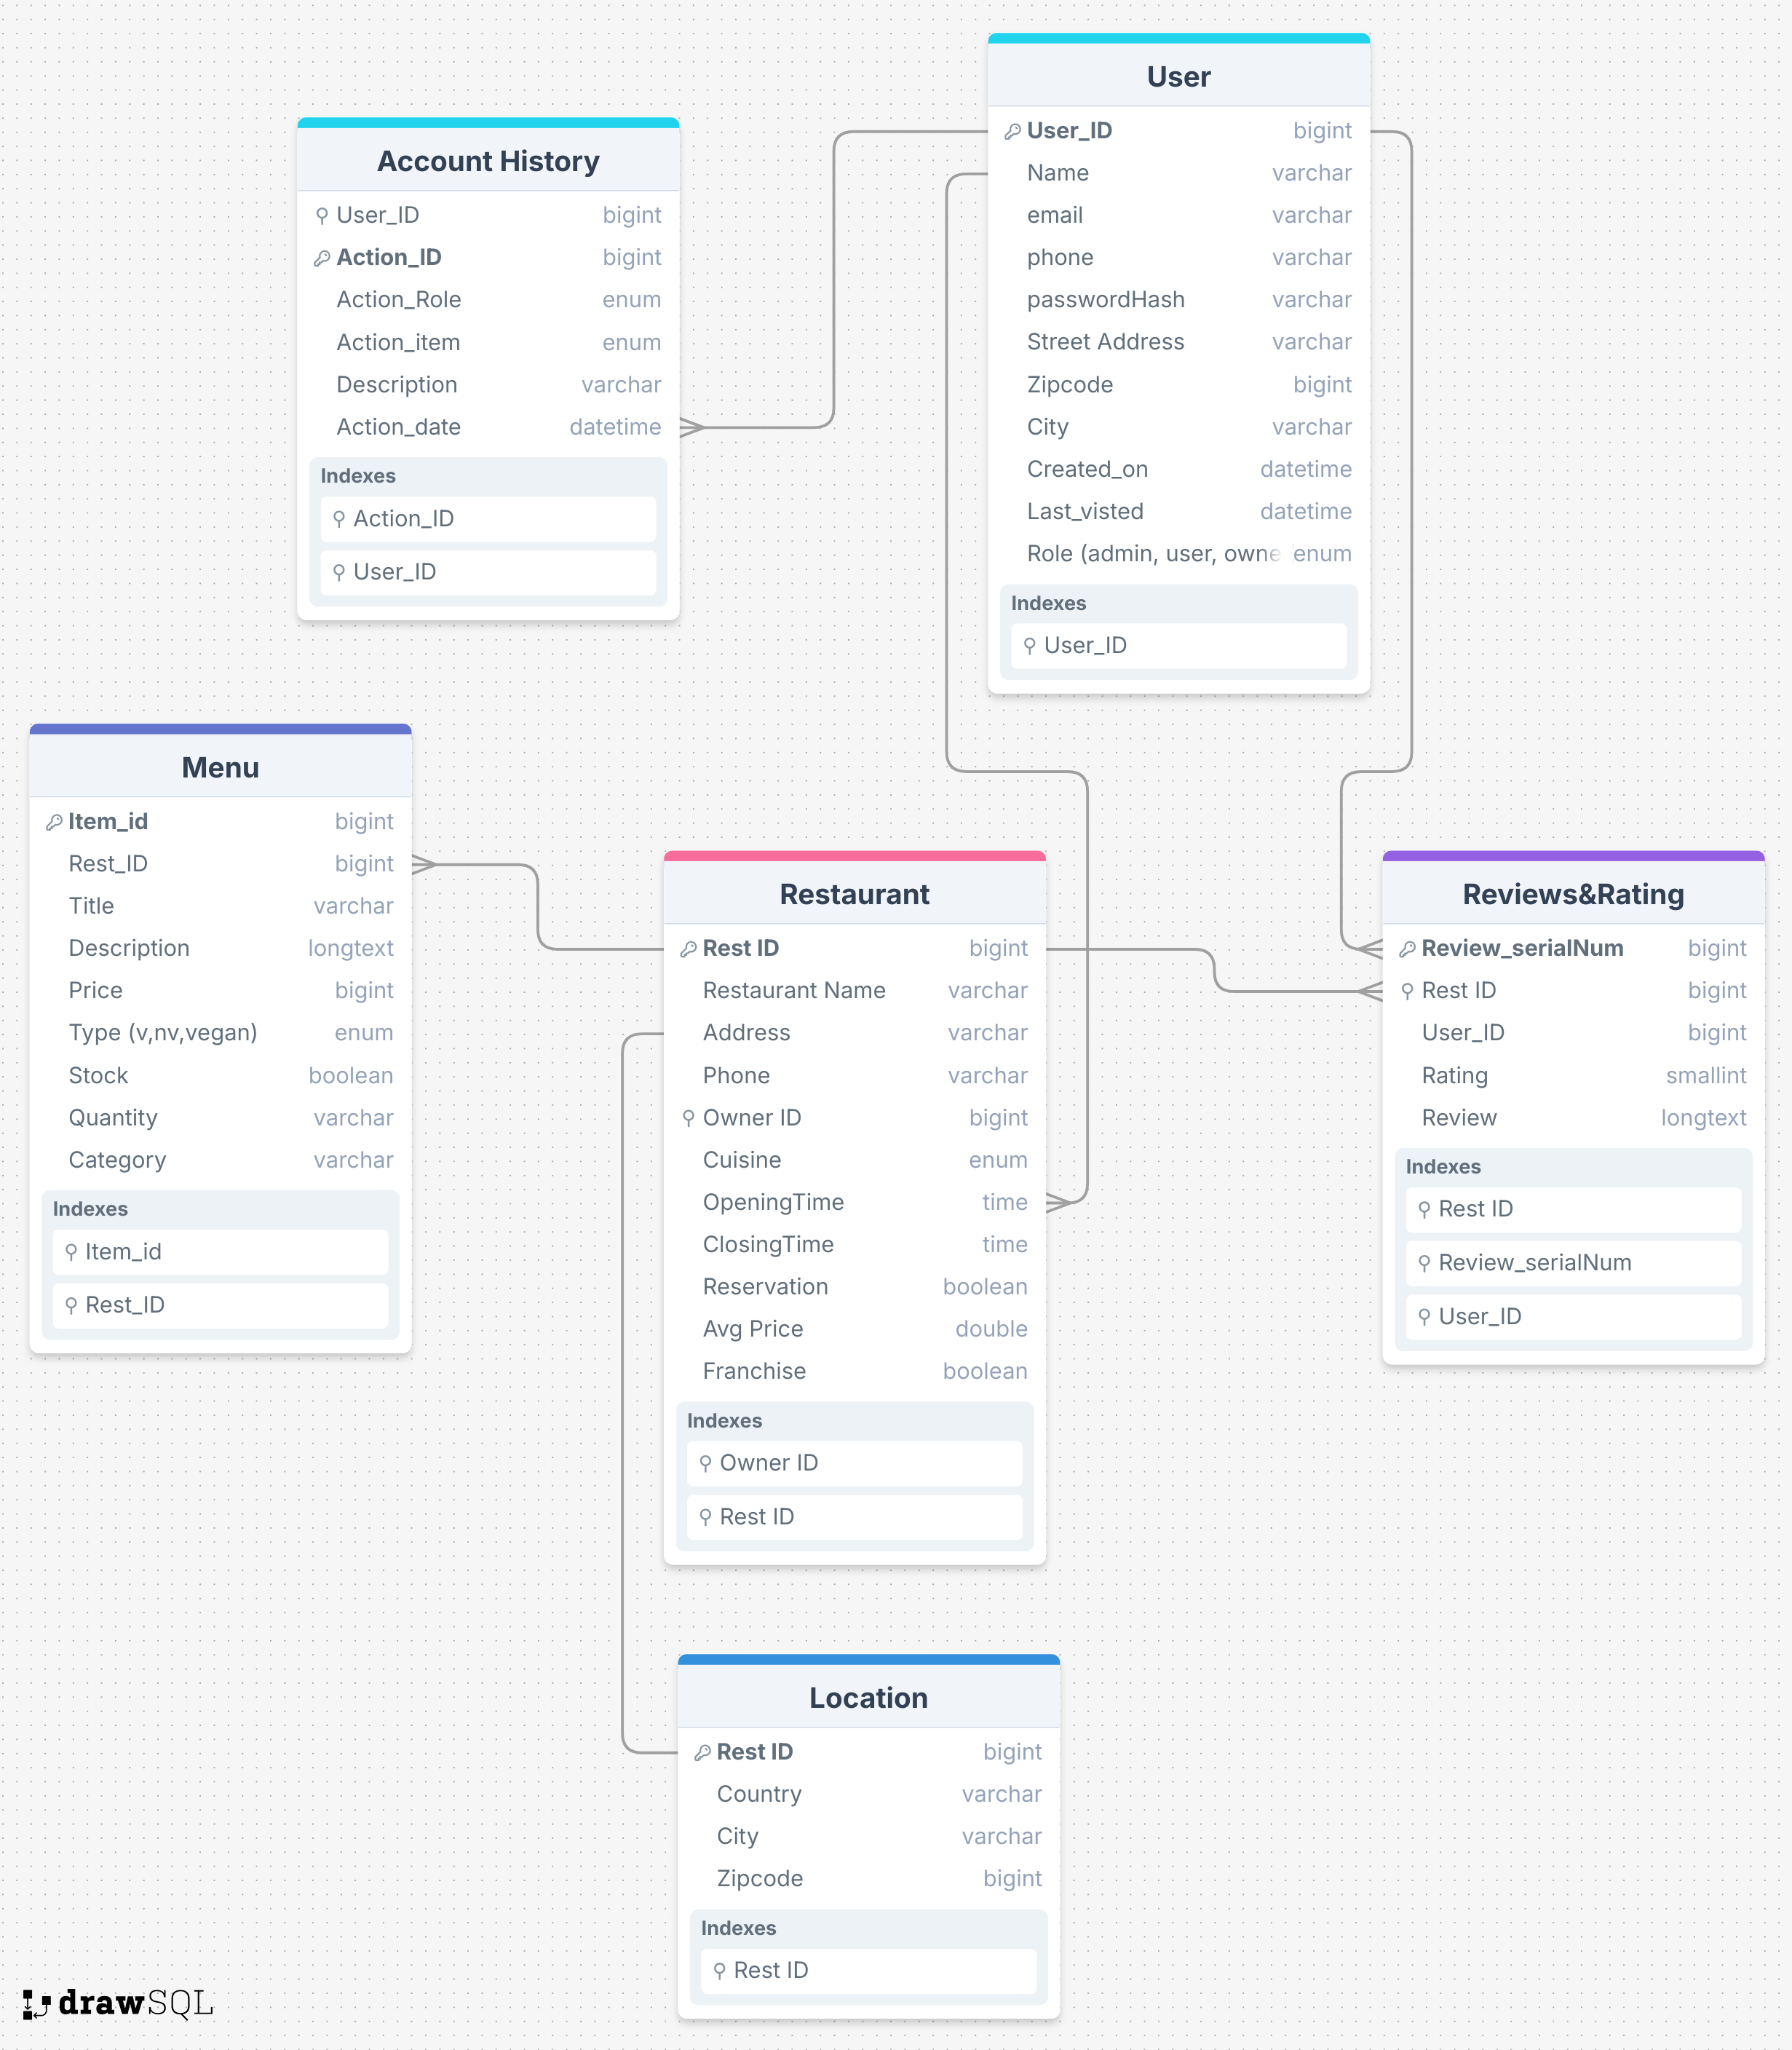 User
User_ID bigint
Name varchar
email varchar
phone varchar
passwordHash varchar
Street Address varchar
Zipcode bigint
City varchar
Created_on datetime
Last_visted datetime
Role (admin, user, owne enum
Indexes
User_ID
Account History
User_ID bigint
Action_ID bigint
Action_Role enum
Action_item enum
Description varchar
Action_date datetime
Indexes
Action_ID
User_ID
Menu
Item_id bigint
Rest_ID bigint
Title varchar
Description longtext
Price bigint
Type (v,nv,vegan) enum
Stock boolean
Quantity varchar
Category varchar
Indexes
Item_id
Rest_ID
Restaurant
Rest ID bigint
Restaurant Name varchar
Address varchar
Phone varchar
Owner ID bigint
Cuisine enum
OpeningTime time
ClosingTime time
Reservation boolean
Avg Price double
Franchise boolean
Indexes
Owner ID
Rest ID
Reviews&Rating
Review_serialNum bigint
Rest ID bigint
User_ID bigint
Rating smallint
Review longtext
Indexes
Rest ID
Review_serialNum
User_ID
Location
Rest ID bigint
Country varchar
City varchar
Zipcode bigint
Indexes
Rest ID
drawSQL